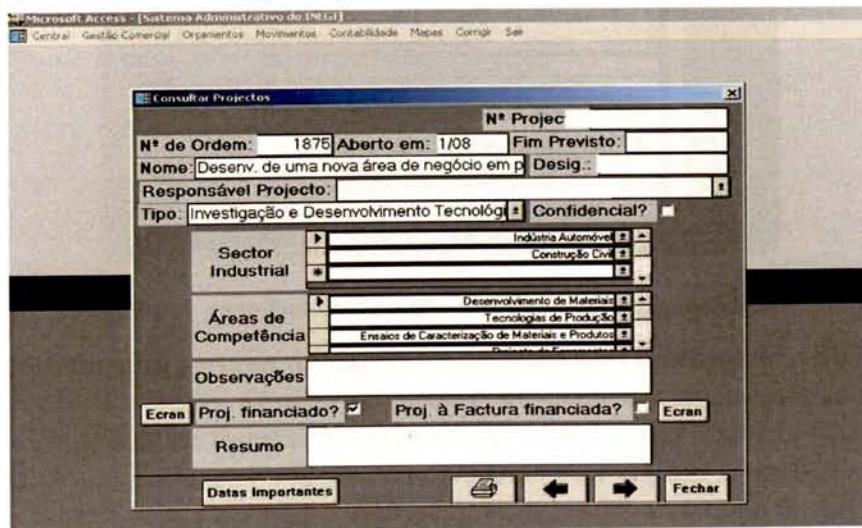 Microsoft Access - [Sistema Administrativo do INEGI]
Central Gestão Comercial Orçamentos Movimentos Contabilidade Mapas Corrigir Sair
Consultar Projectos
Nº Projec
Nº de Ordem: 1875 Aberto em: 1/08 Fim Previsto:
Nome: Desenv. de uma nova área de negócio em p Desig.:
Responsável Projecto:
Tipo: Investigação e Desenvolvimento Tecnológi Confidencial?
Sector Industrial
Indústria Automóvel
Construção Civil
Áreas de Competência
Desenvolvimento de Materiais
Tecnologias de Produção
Ensaios de Caracterização de Materiais e Produtos
Observações
Ecran Proj. financiado? Proj. à Factura financiada? Ecran
Resumo
Datas Importantes Fechar